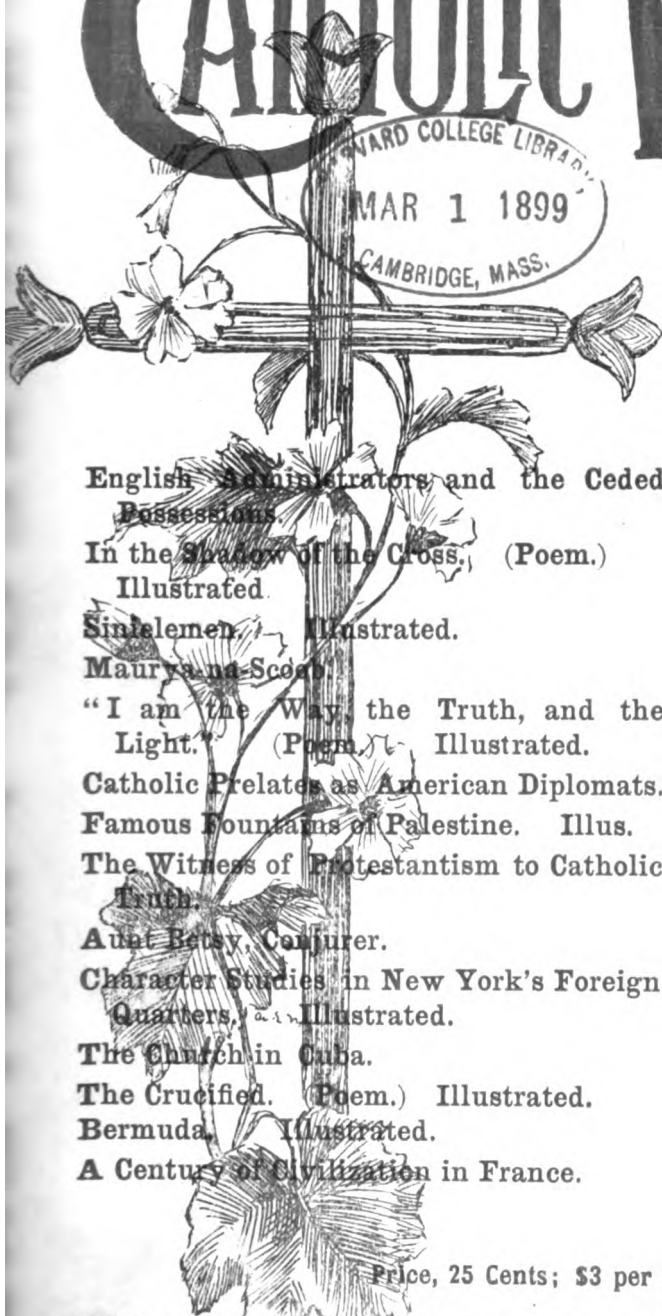 CATHOLIC
HARVARD COLLEGE LIBRARY
MAR 1 1899
CAMBRIDGE, MASS.
English Administrators and the Ceded
Possessions.
In the Shadow of the Cross. (Poem.)
Illustrated
Illustrated.
"I am the Way, the Truth, and the
Light." (Poem.) Illustrated.
Catholic Prelates as American Diplomats.
Famous Fountains of Palestine. Illus.
The Witness of Protestantism to Catholic
Truth.
Aunt Betsy, Conjurer.
Character Studies in New York's Foreign
Quarters. Illustrated.
The Church in Cuba.
The Crucified. (Poem.) Illustrated.
Bermuda. Illustrated.
A Century of Civilization in France.
Price, 25 Cents; $3 per